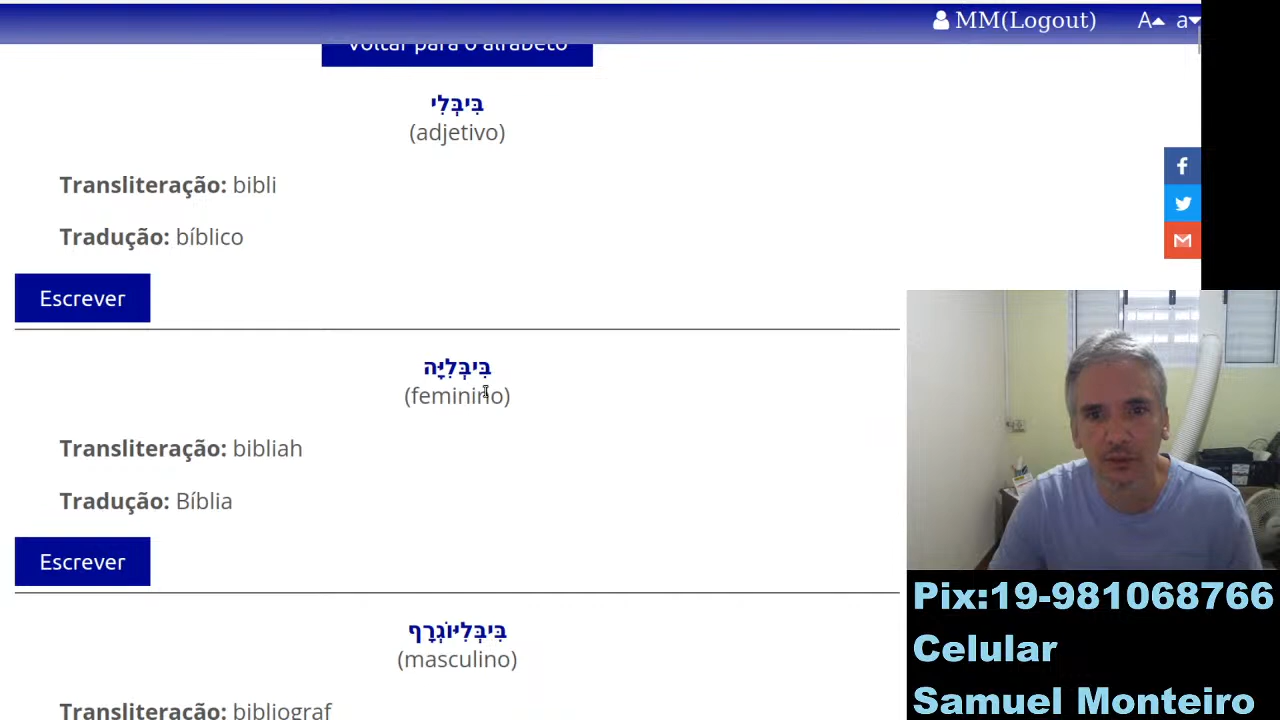 MM(Logout) A a
Voltar para o alfabeto
בִּיבְּלִי
(adjetivo)
Transliteração: bibli
Tradução: bíblico
Escrever
בִּיבְּלִיָּה
(feminino)
Transliteração: bibliah
Tradução: Bíblia
Escrever
בִּיבְּלִיּוֹגְרָף
(masculino)
Transliteração: bibliograf
Pix:19-981068766
Celular
Samuel Monteiro